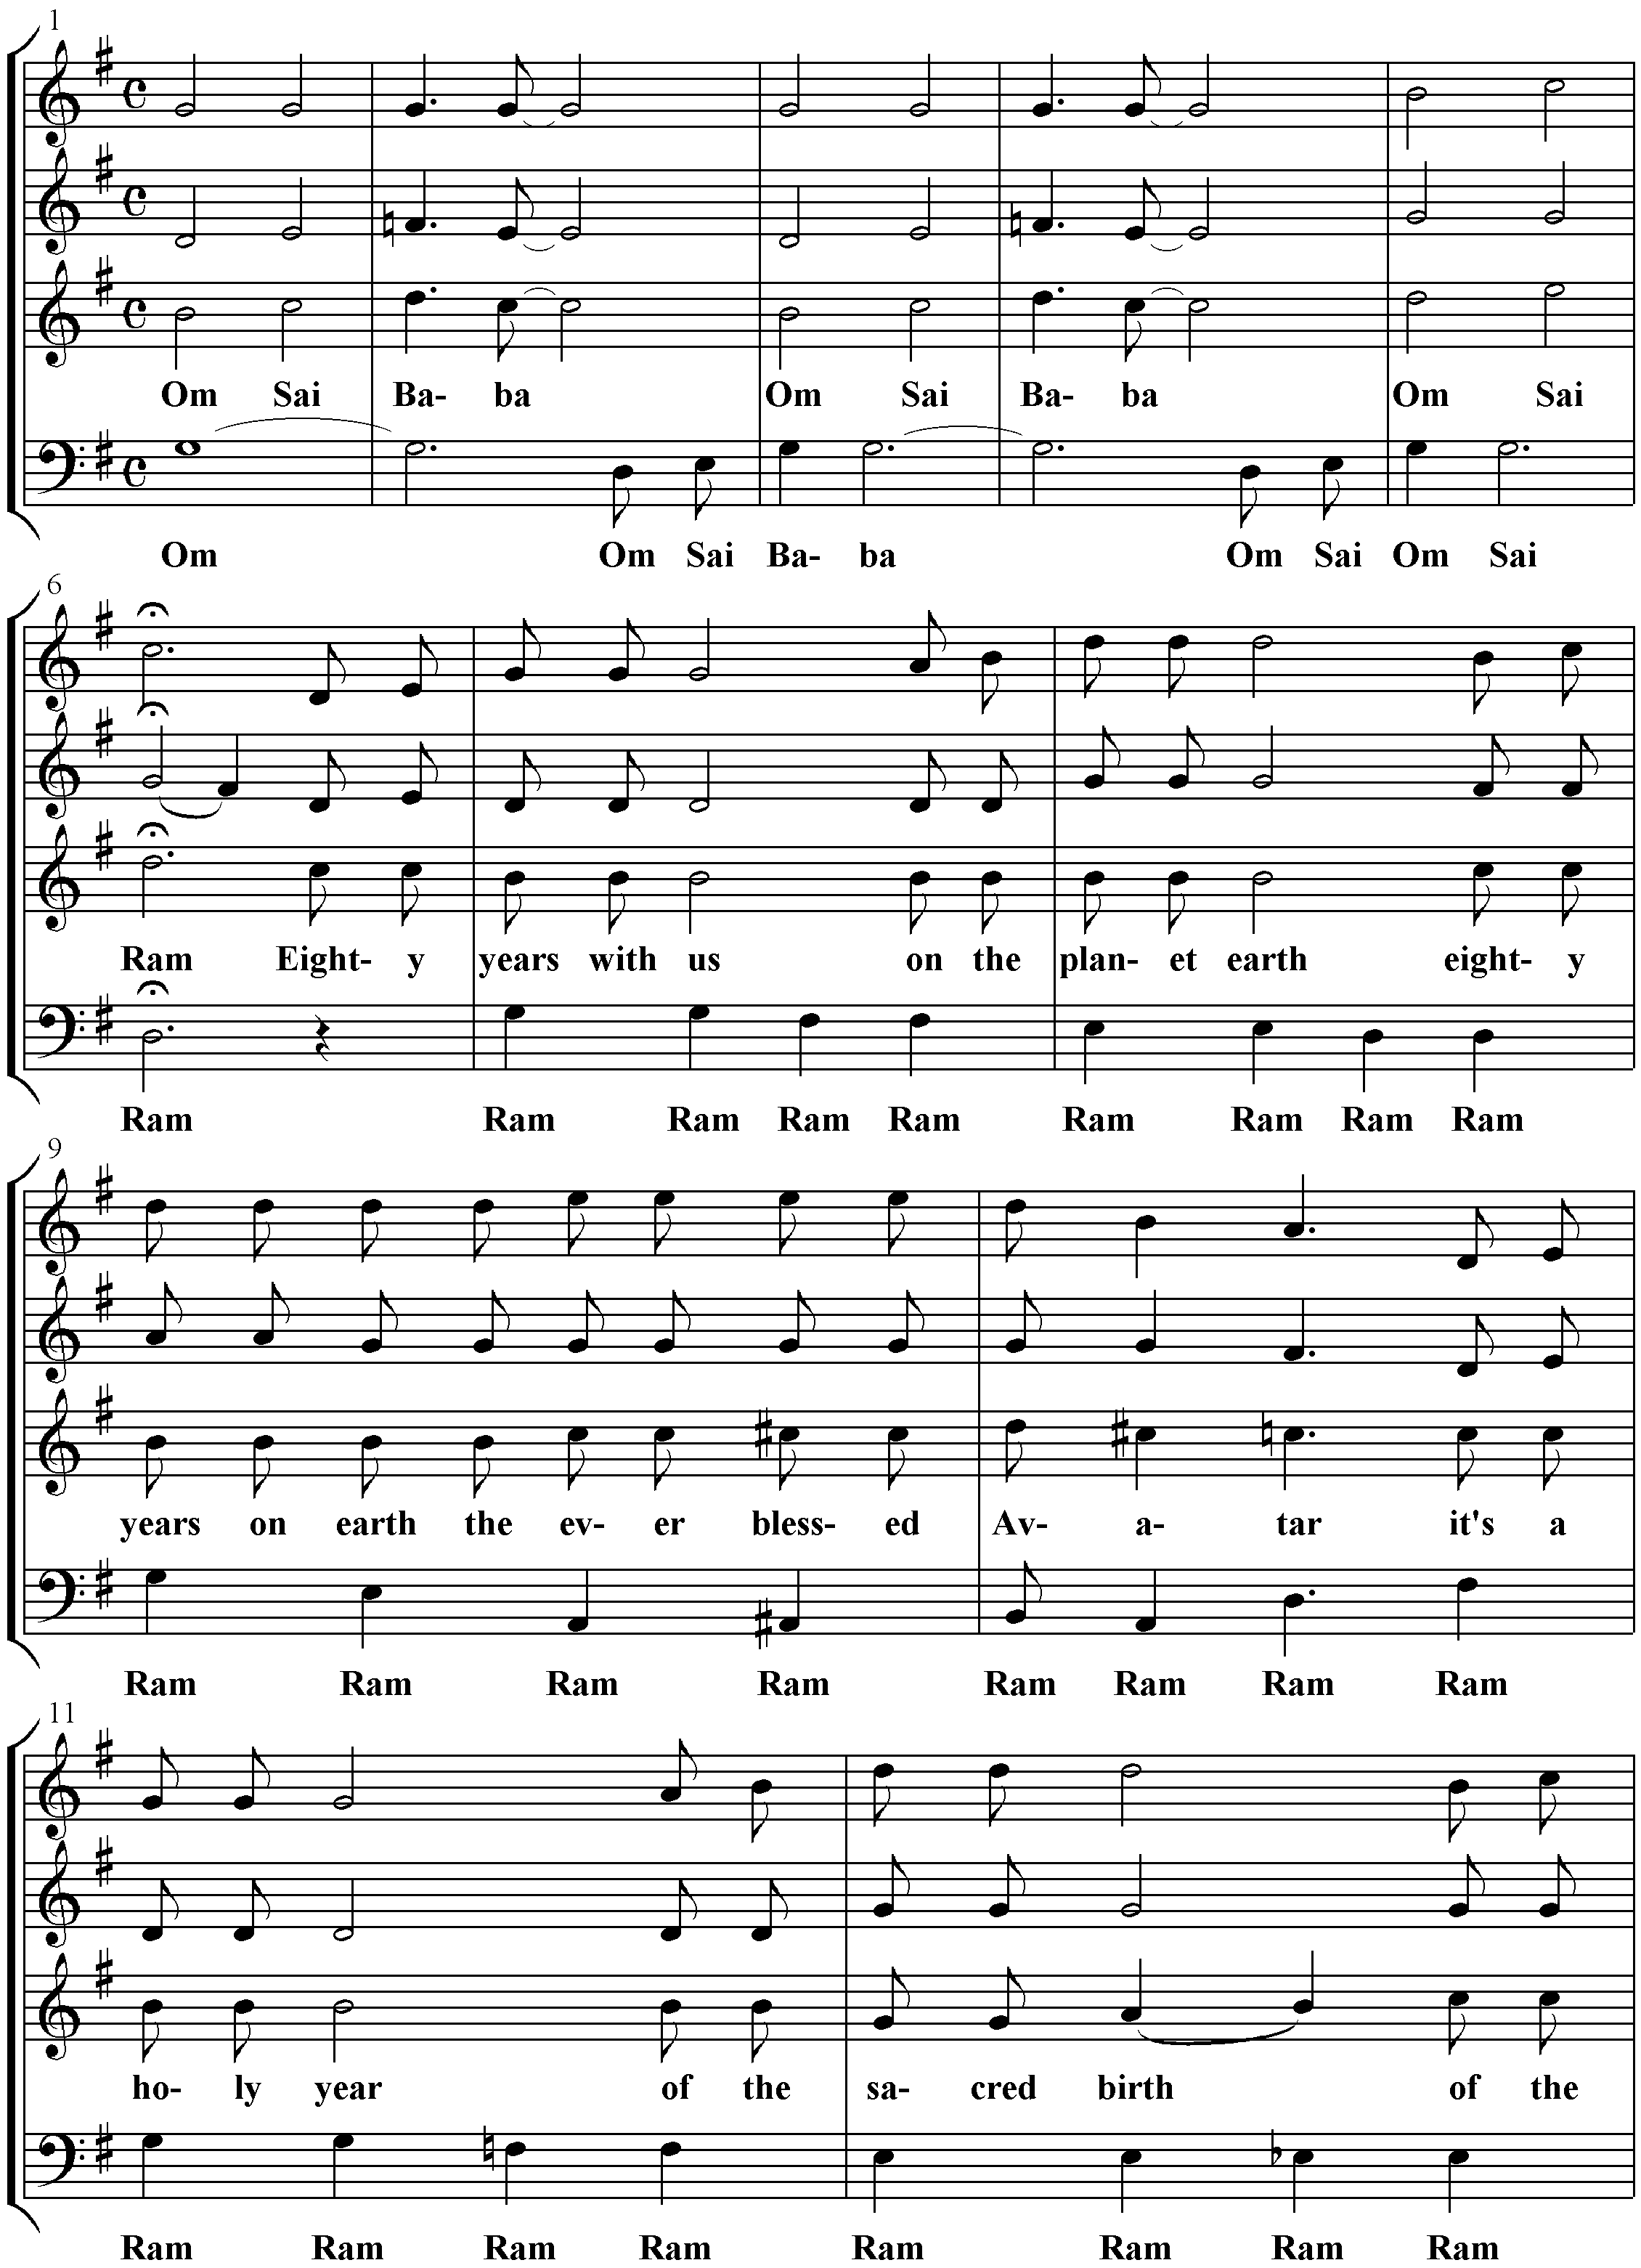 1
Om Sai Ba- ba Om Sai Ba- ba Om Sai
Om Om Sai Ba- ba Om Sai Om Sai
6
Ram Eight- y years with us on the plan- et earth eight- y
Ram Ram Ram Ram Ram Ram Ram Ram Ram
9
years on earth the ev- er bless- ed Av- a- tar it's a
Ram Ram Ram Ram Ram Ram Ram Ram
11
ho- ly year of the sa- cred birth of the
Ram Ram Ram Ram Ram Ram Ram Ram